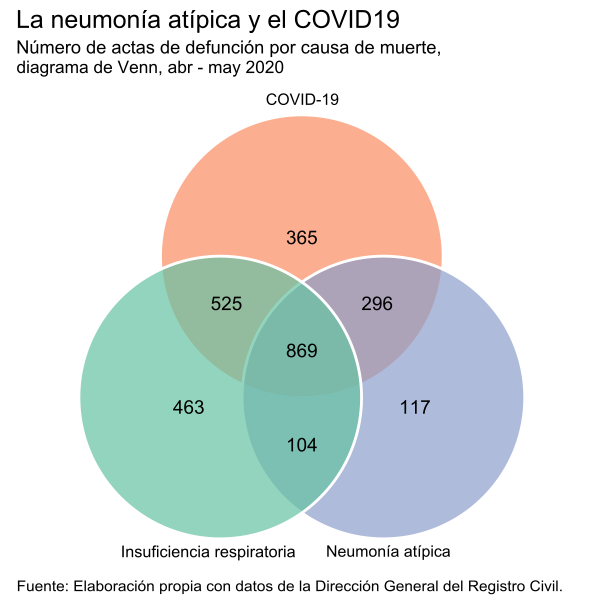 La neumonía atípica y el COVID19
Número de actas de defunción por causa de muerte,
diagrama de Venn, abr - may 2020
COVID-19
365
525
296
869
463
117
104
Insuficiencia respiratoria
Neumonía atípica
Fuente: Elaboración propia con datos de la Dirección General del Registro Civil.